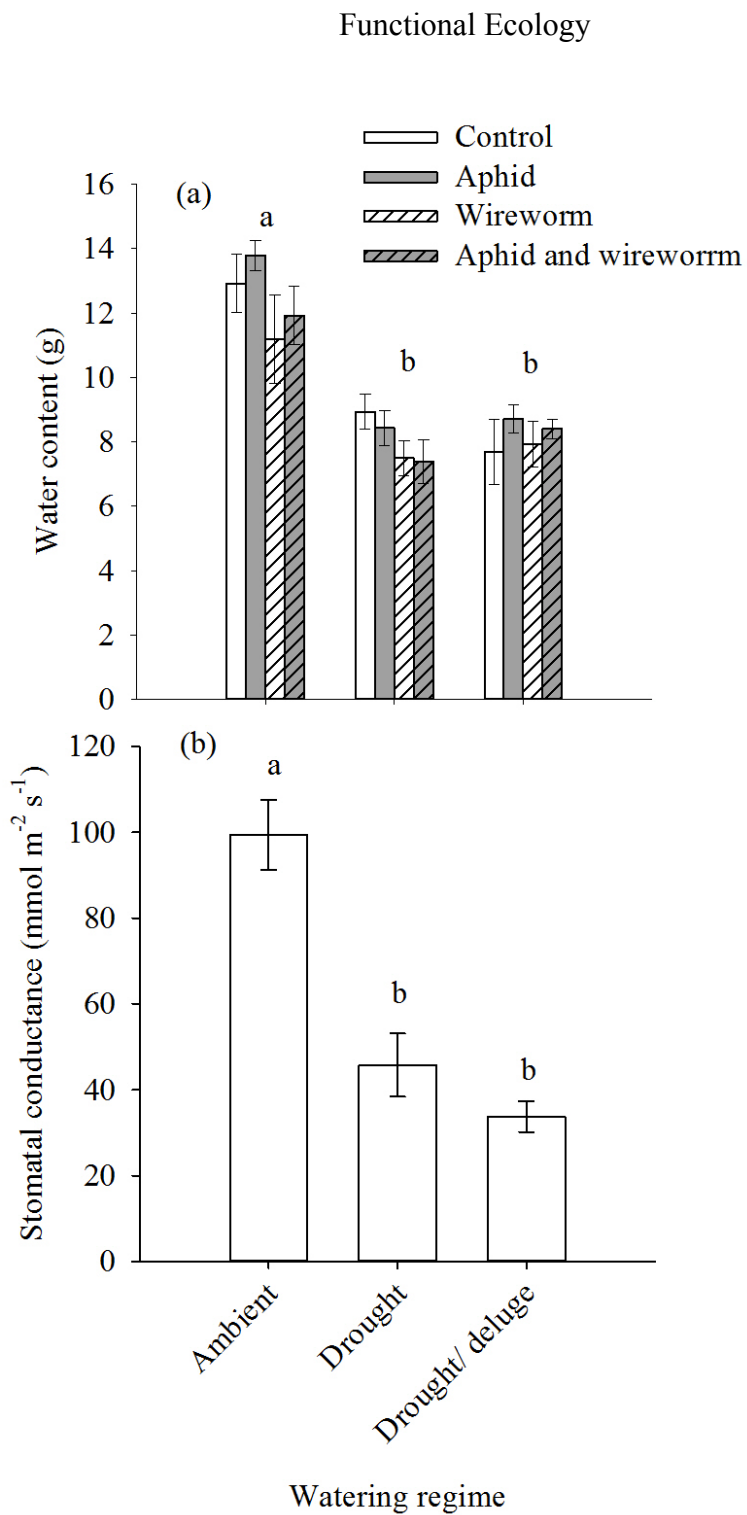 Functional Ecology
Control
Aphid
Wireworm
Aphid and wireworrm
(a)
16
14
12
10
8
6
4
2
0
Water content (g)
a
b
b
(b)
120
100
80
60
40
20
0
Stomatal conductance (mmol m⁻² s⁻¹)
a
b
b
Ambient
Drought
Drought/ deluge
Watering regime